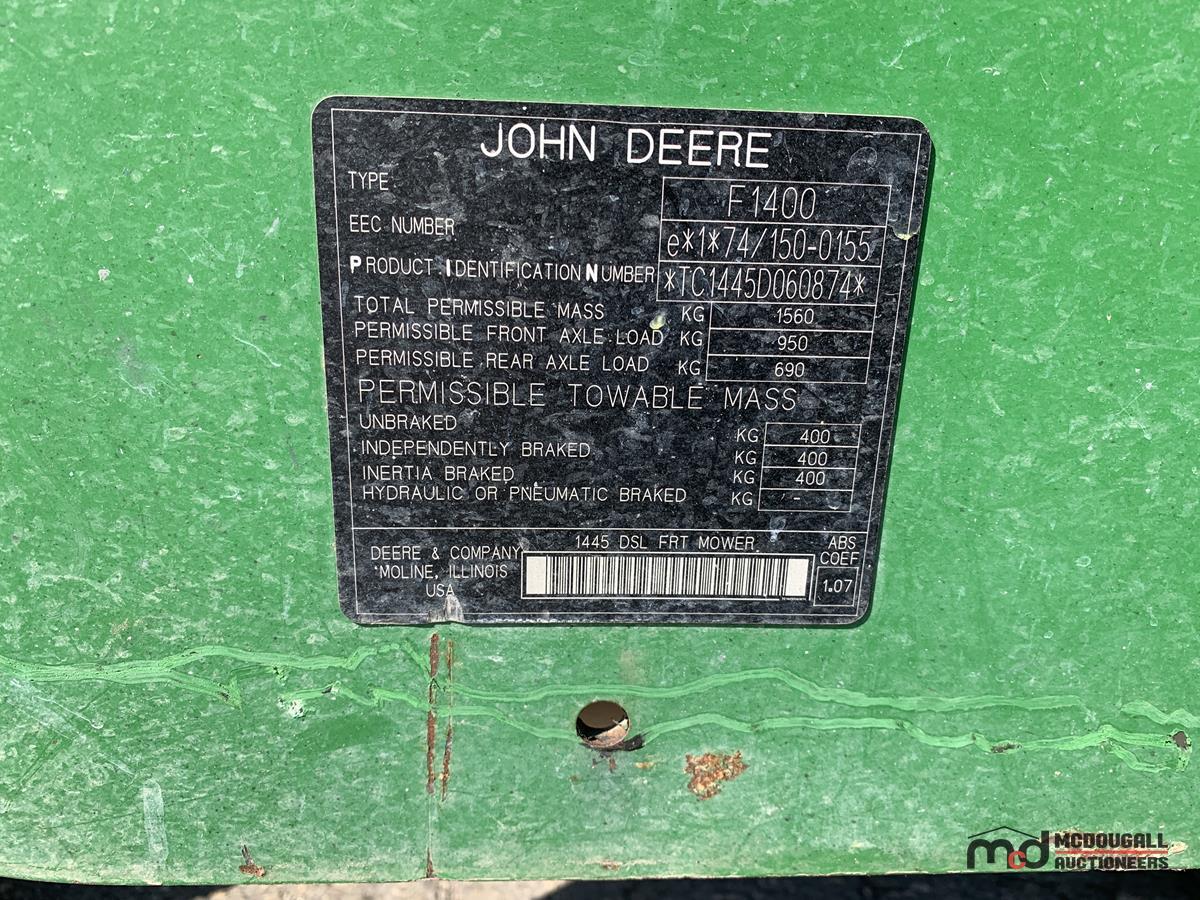 JOHN DEERE
TYPE F1400
EEC NUMBER e*1*74/150-0155
PRODUCT IDENTIFICATION NUMBER *TC1445D060874*
TOTAL PERMISSIBLE MASS KG 1560
PERMISSIBLE FRONT AXLE LOAD KG 950
PERMISSIBLE REAR AXLE LOAD KG 690
PERMISSIBLE TOWABLE MASS
UNBRAKED KG 400
INDEPENDENTLY BRAKED KG 400
INERTIA BRAKED KG 400
HYDRAULIC OR PNEUMATIC BRAKED KG -
DEERE & COMPANY
MOLINE, ILLINOIS
USA
1445 DSL FRT MOWER
ABS
COEF
1.07
mcd
MCDOUGALL
AUCTIONEERS